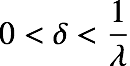 0 < δ < 1/λ